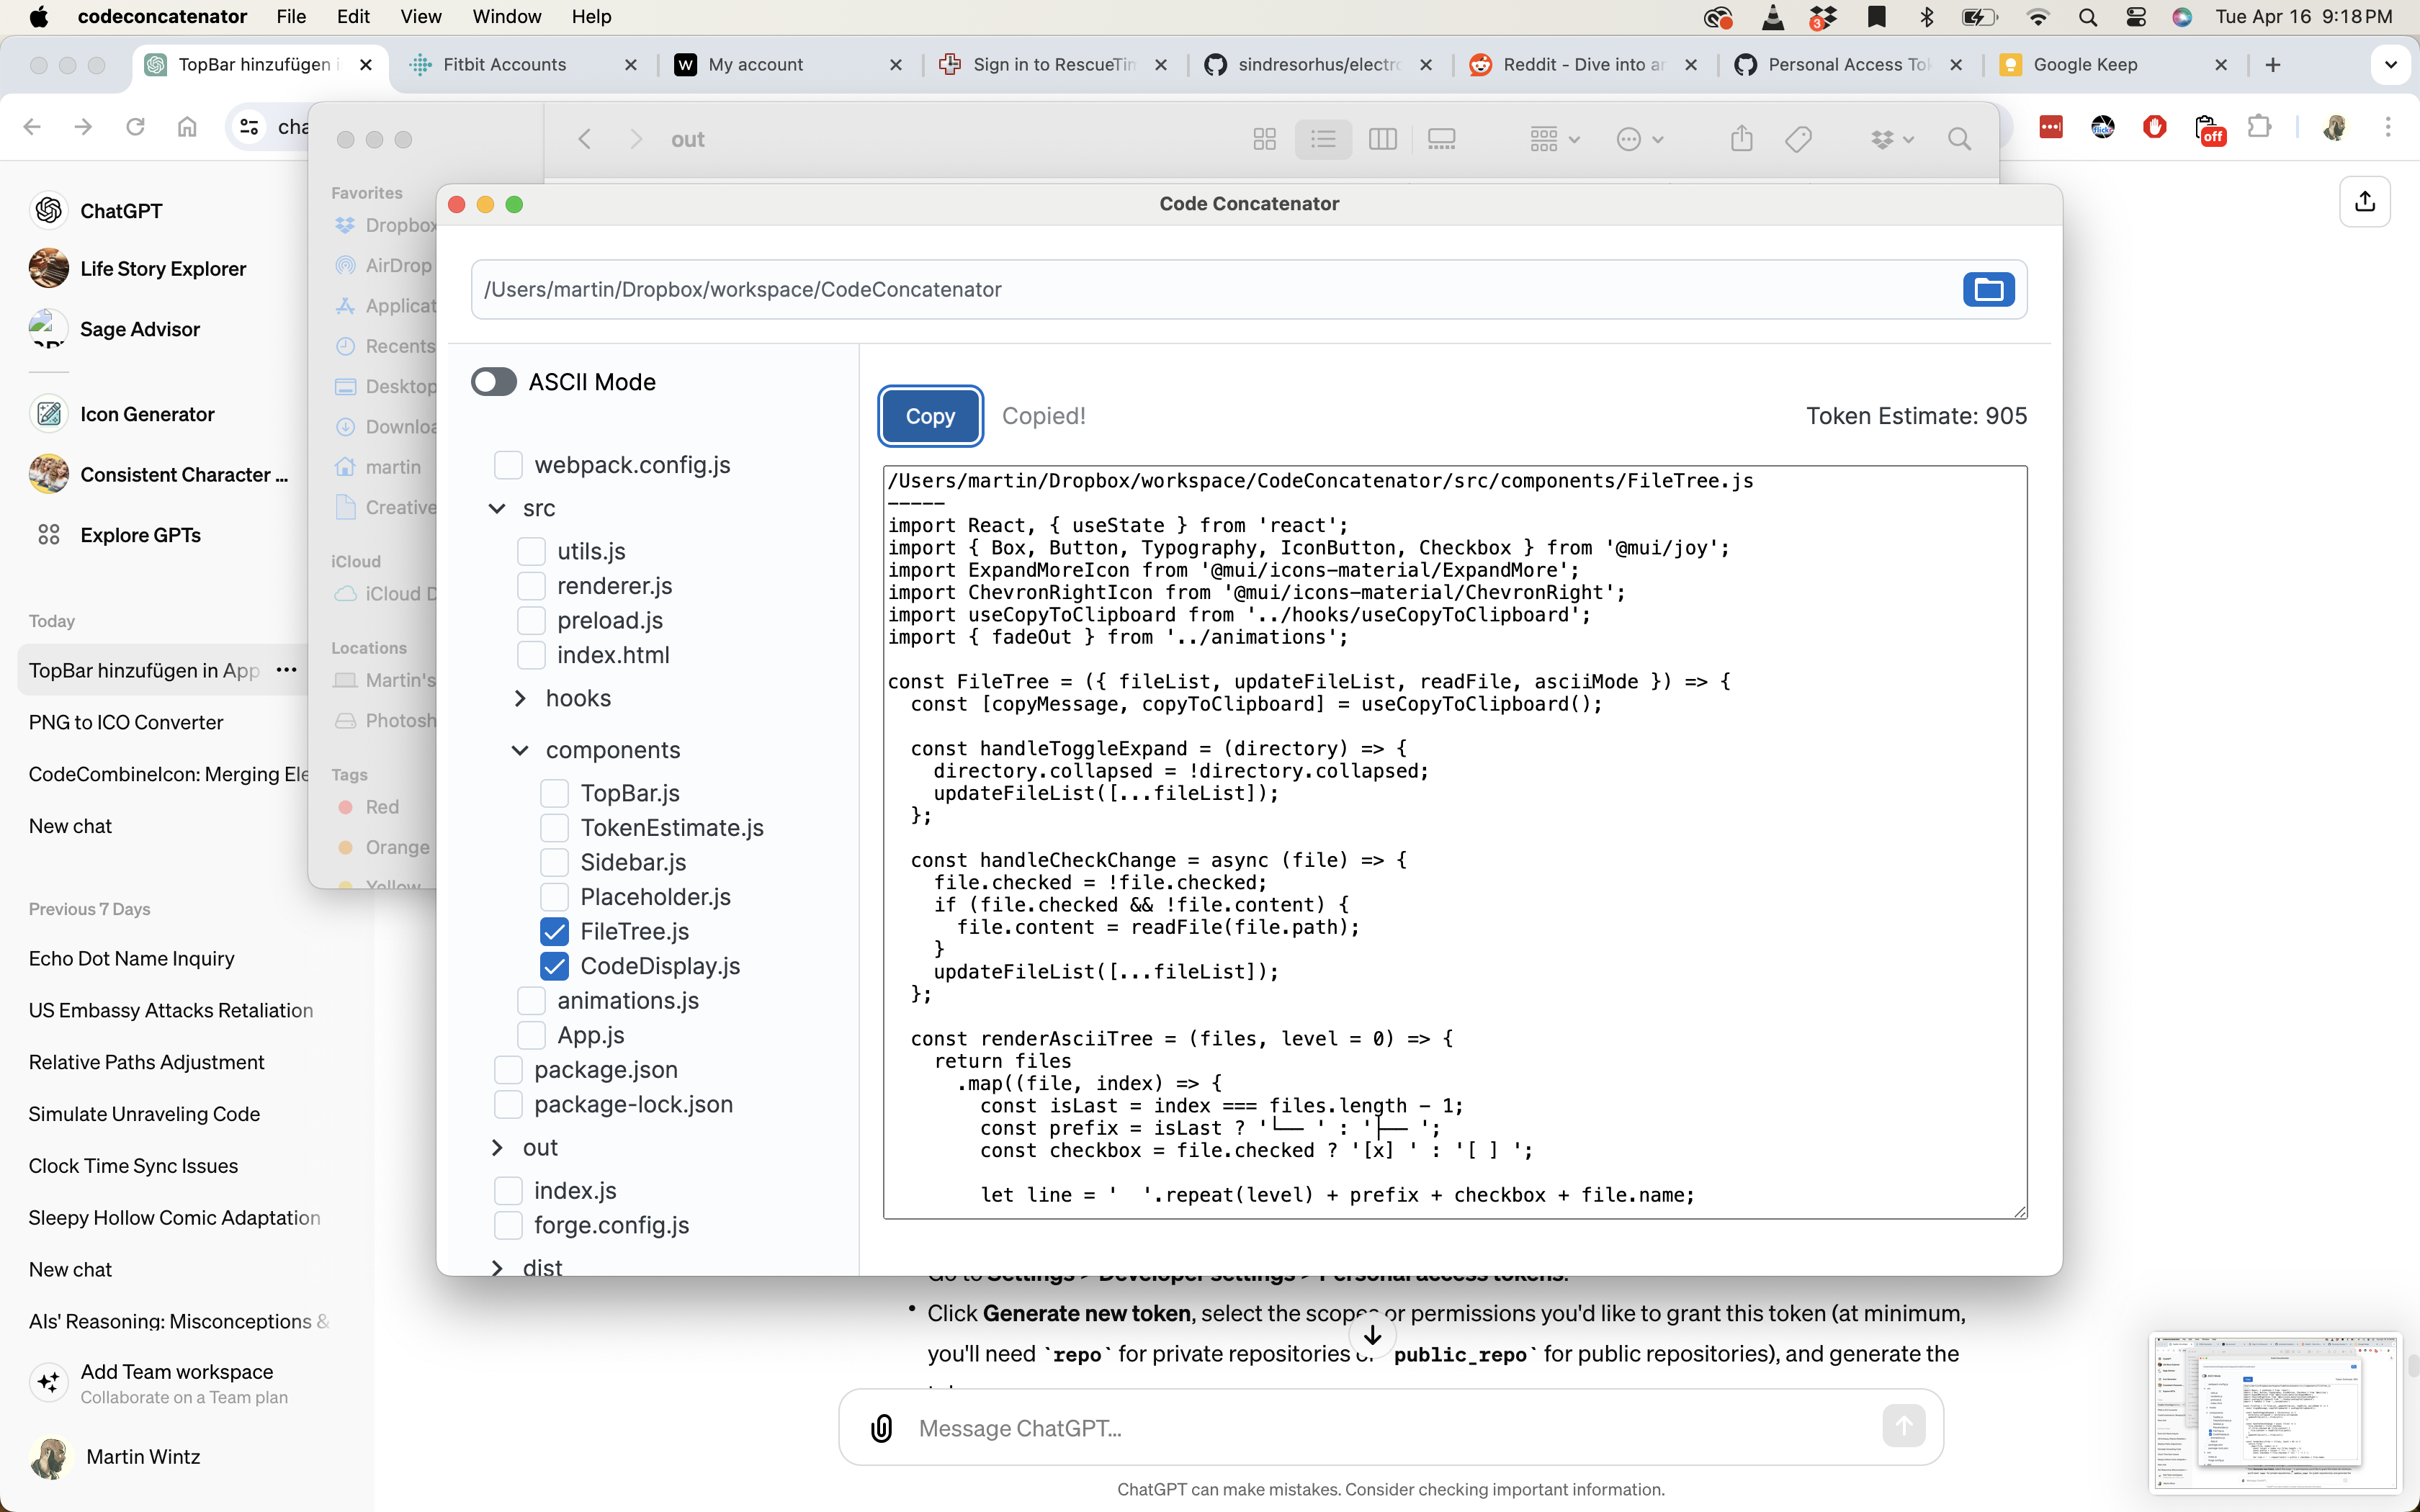 codeconcatenator File Edit View Window Help
3
Tue Apr 16 9:18 PM
TopBar hinzufügen
Fitbit Accounts
W My account
Sign in to RescueTin
sindresorhus/electro
Reddit - Dive into ar
Personal Access Tok
Google Keep
cha
off
out
Favorites
Dropbox
AirDrop
Applicat
Recents
Desktop
Downloa
martin
Creative
iCloud
iCloud D
Locations
Martin's
Photosh
Tags
Red
Orange
Yellow
ChatGPT
Life Story Explorer
Sage Advisor
Icon Generator
Consistent Character ...
Explore GPTs
Today
TopBar hinzufügen in App
PNG to ICO Converter
CodeCombineIcon: Merging Ele
New chat
Previous 7 Days
Echo Dot Name Inquiry
US Embassy Attacks Retaliation
Relative Paths Adjustment
Simulate Unraveling Code
Clock Time Sync Issues
Sleepy Hollow Comic Adaptation
New chat
AIs' Reasoning: Misconceptions &
Add Team workspace
Collaborate on a Team plan
Martin Wintz
Code Concatenator
/Users/martin/Dropbox/workspace/CodeConcatenator
ASCII Mode
webpack.config.js
src
utils.js
renderer.js
preload.js
index.html
hooks
components
TopBar.js
TokenEstimate.js
Sidebar.js
Placeholder.js
FileTree.js
CodeDisplay.js
animations.js
App.js
package.json
package-lock.json
out
index.js
forge.config.js
dist
Copy Copied! Token Estimate: 905
/Users/martin/Dropbox/workspace/CodeConcatenator/src/components/FileTree.js
-----
import React, { useState } from 'react';
import { Box, Button, Typography, IconButton, Checkbox } from '@mui/joy';
import ExpandMoreIcon from '@mui/icons-material/ExpandMore';
import ChevronRightIcon from '@mui/icons-material/ChevronRight';
import useCopyToClipboard from '../hooks/useCopyToClipboard';
import { fadeOut } from '../animations';
const FileTree = ({ fileList, updateFileList, readFile, asciiMode }) => {
const [copyMessage, copyToClipboard] = useCopyToClipboard();
const handleToggleExpand = (directory) => {
directory.collapsed = !directory.collapsed;
updateFileList([...fileList]);
};
const handleCheckChange = async (file) => {
file.checked = !file.checked;
if (file.checked && !file.content) {
file.content = readFile(file.path);
}
updateFileList([...fileList]);
};
const renderAsciiTree = (files, level = 0) => {
return files
.map((file, index) => {
const isLast = index === files.length - 1;
const prefix = isLast ? '└── ' : '├── ';
const checkbox = file.checked ? '[x] ' : '[ ] ';
let line = '  '.repeat(level) + prefix + checkbox + file.name;
Go to Settings > Developer settings > Personal access tokens.
• Click Generate new token, select the scopes or permissions you'd like to grant this token (at minimum,
you'll need `repo` for private repositories or `public_repo` for public repositories), and generate the
Message ChatGPT...
ChatGPT can make mistakes. Consider checking important information.